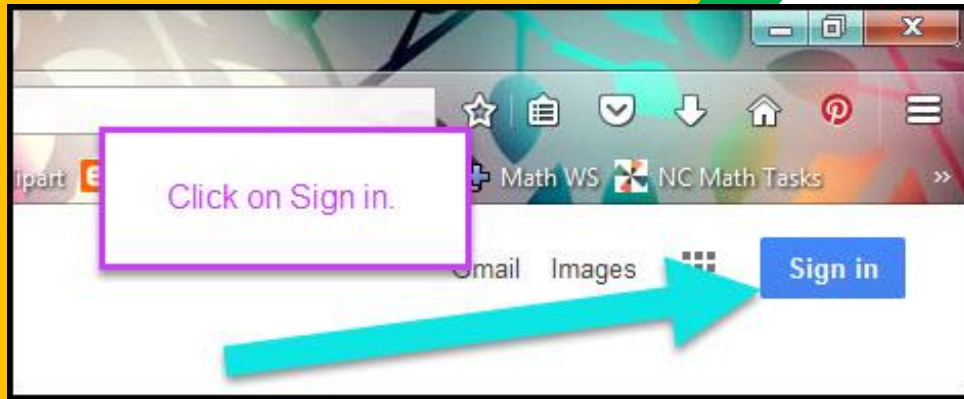 ipart
Math WS NC Math Tasks »
Click on Sign in.
Gmail Images Sign in